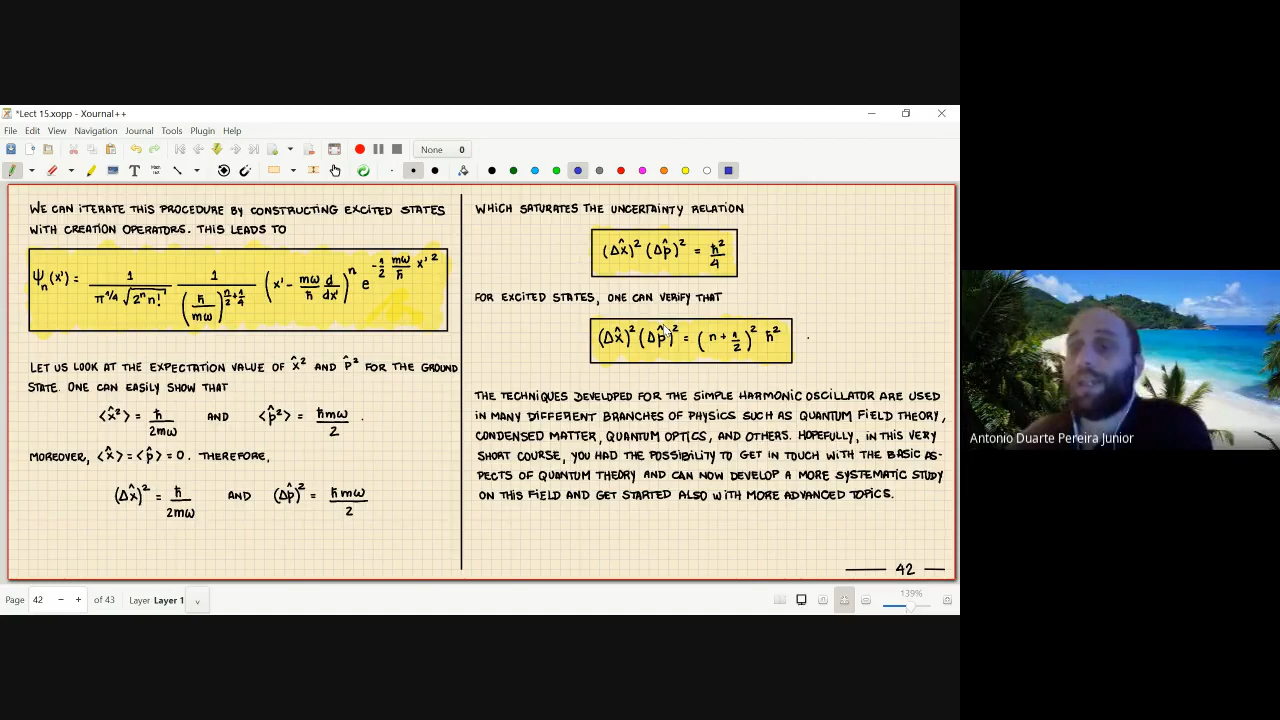 *Lect 15.xopp - Xournal++
File Edit View Navigation Journal Tools Plugin Help
None 0
WE CAN ITERATE THIS PROCEDURE BY CONSTRUCTING EXCITED STATES
WITH CREATION OPERATORS. THIS LEADS TO
ψₙ(x') = 1/(π^{1/4} √(2ⁿ n!)) 1/(ħ/mω)^{n/2+1/4} (x' - mω/ħ d/dx')ⁿ e^{-1/2 mω/ħ x'²}
LET US LOOK AT THE EXPECTATION VALUE OF x̂² AND p̂² FOR THE GROUND
STATE. ONE CAN EASILY SHOW THAT
⟨x̂²⟩ = ħ/2mω AND ⟨p̂²⟩ = ħmω/2 .
MOREOVER, ⟨x̂⟩ = ⟨p̂⟩ = 0. THEREFORE,
(Δx̂)² = ħ/2mω AND (Δp̂)² = ħmω/2
WHICH SATURATES THE UNCERTAINTY RELATION
(Δx̂)² (Δp̂)² = ħ²/4
FOR EXCITED STATES, ONE CAN VERIFY THAT
(Δx̂)² (Δp̂)² = (n + 1/2)² ħ² .
THE TECHNIQUES DEVELOPED FOR THE SIMPLE HARMONIC OSCILLATOR ARE USED
IN MANY DIFFERENT BRANCHES OF PHYSICS SUCH AS QUANTUM FIELD THEORY,
CONDENSED MATTER, QUANTUM OPTICS, AND OTHERS. HOPEFULLY, IN THIS VERY
SHORT COURSE, YOU HAD THE POSSIBILITY TO GET IN TOUCH WITH THE BASIC AS-
PECTS OF QUANTUM THEORY AND CAN NOW DEVELOP A MORE SYSTEMATIC STUDY
ON THIS FIELD AND GET STARTED ALSO WITH MORE ADVANCED TOPICS.
42
Page 42 − + of 43 Layer Layer 1
139%
Antonio Duarte Pereira Junior